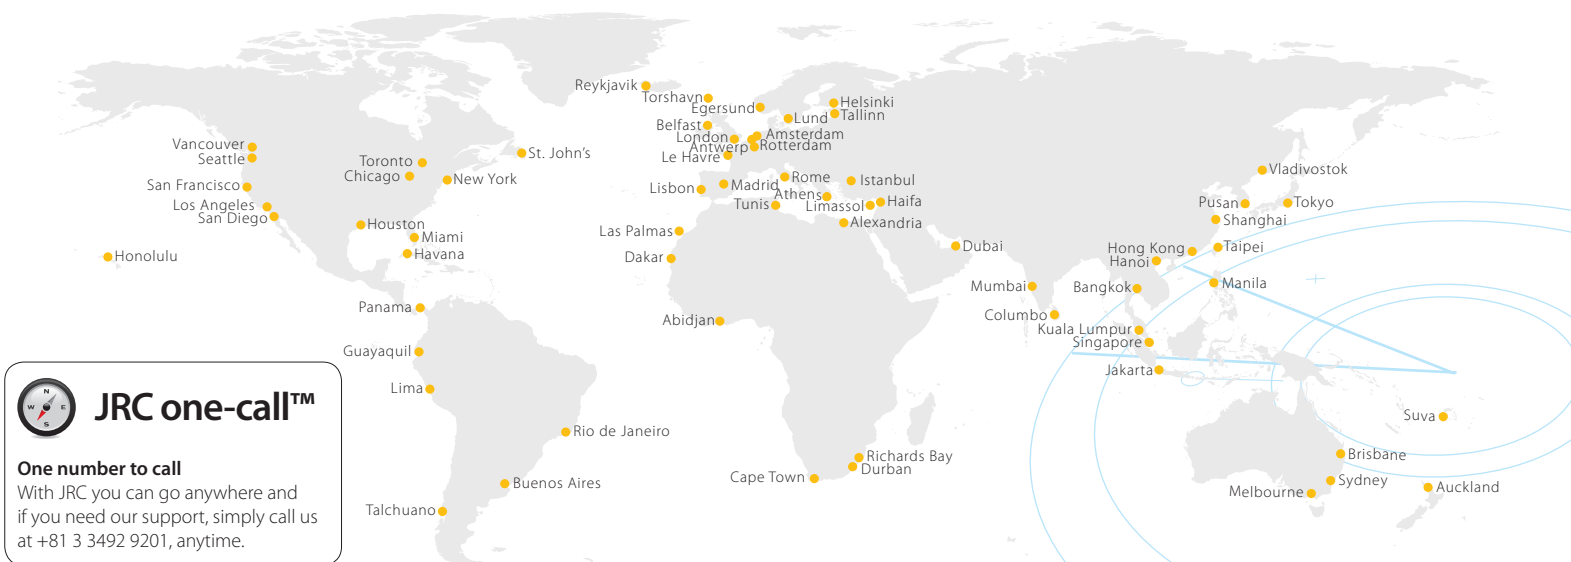 Reykjavik
Torshavn
Egersund
Helsinki
Tallinn
Lund
Belfast
London
Amsterdam
Antwerp
Rotterdam
Le Havre
Vancouver
Seattle
Toronto
Chicago
St. John's
New York
San Francisco
Los Angeles
San Diego
Houston
Miami
Havana
Honolulu
Lisbon
Madrid
Rome
Istanbul
Athens
Tunis
Limassol
Haifa
Alexandria
Las Palmas
Dakar
Dubai
Vladivostok
Pusan
Tokyo
Shanghai
Hong Kong
Taipei
Hanoi
Mumbai
Bangkok
Manila
Columbo
Kuala Lumpur
Singapore
Jakarta
Panama
Abidjan
Guayaquil
Lima
Rio de Janeiro
Buenos Aires
Talchuano
Cape Town
Richards Bay
Durban
Suva
Brisbane
Sydney
Melbourne
Auckland
N
W E
S
JRC one-call™
One number to call
With JRC you can go anywhere and
if you need our support, simply call us
at +81 3 3492 9201, anytime.